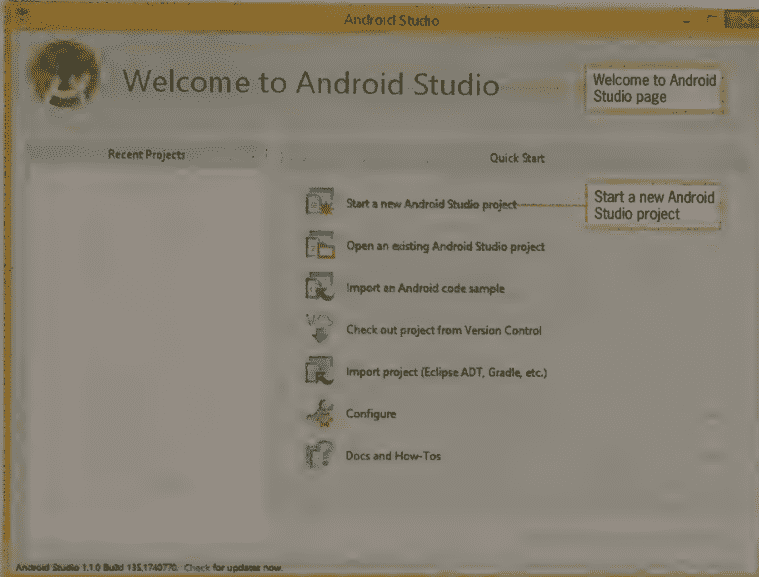 Android Studio
Welcome to Android Studio
Welcome to Android
Studio page
Recent Projects
Quick Start
Start a new Android Studio project
Start a new Android
Studio project
Open an existing Android Studio project
Import an Android code sample
Check out project from Version Control
Import project (Eclipse ADT, Gradle, etc.)
Configure
Docs and How-Tos
Android Studio 1.1.0 Build 135.1740770. Check for updates now.